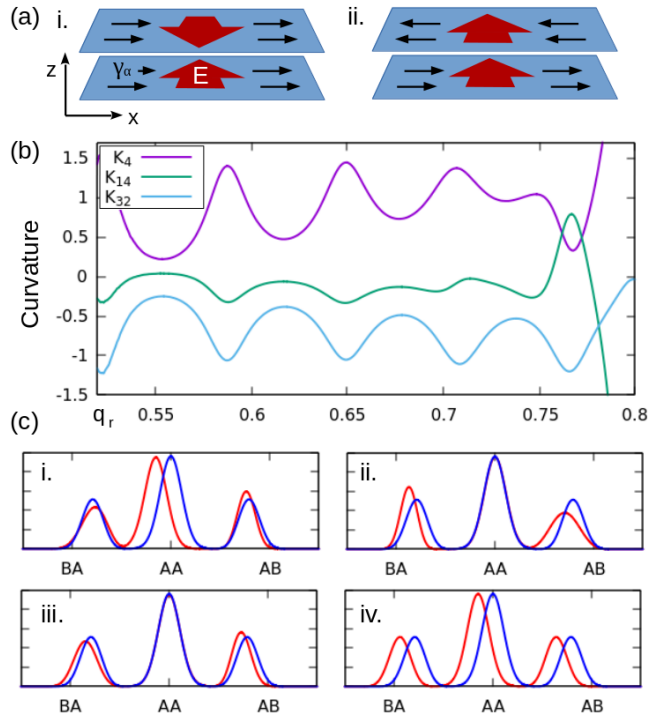 (a) i. ii.
z γα E
x
(b)
1.5
1
0.5
0
-0.5
-1
-1.5
K4
K14
K32
Curvature
qr 0.55 0.6 0.65 0.7 0.75 0.8
(c)
i. ii.
BA AA AB BA AA AB
iii. iv.
BA AA AB BA AA AB